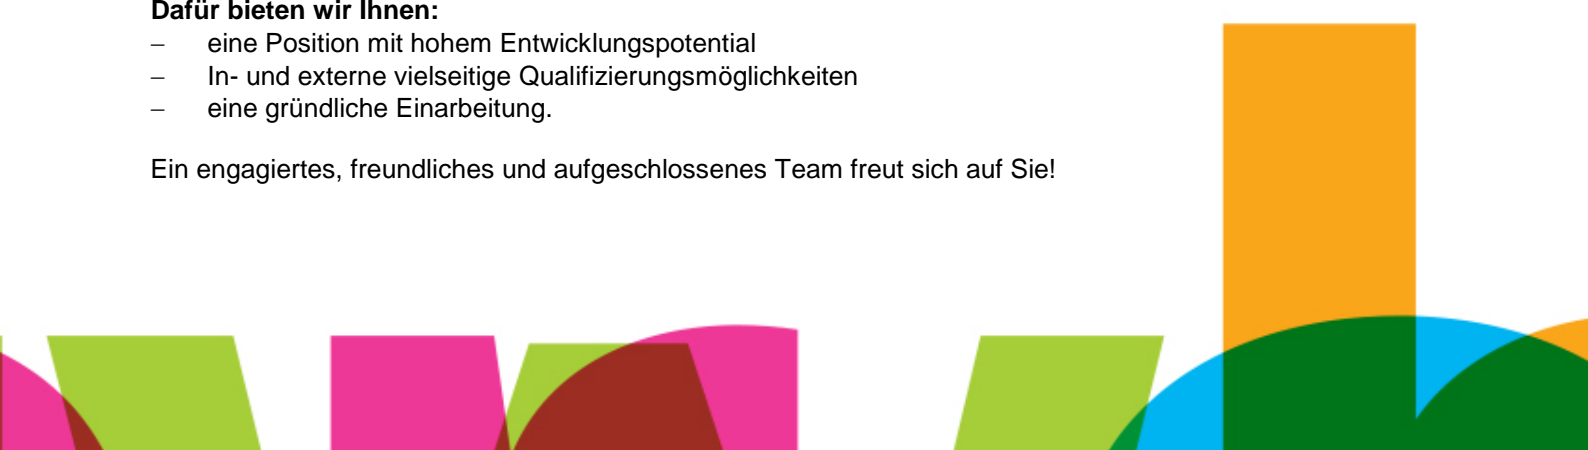 Dafür bieten wir Ihnen:
– eine Position mit hohem Entwicklungspotential
– In- und externe vielseitige Qualifizierungsmöglichkeiten
– eine gründliche Einarbeitung.
Ein engagiertes, freundliches und aufgeschlossenes Team freut sich auf Sie!